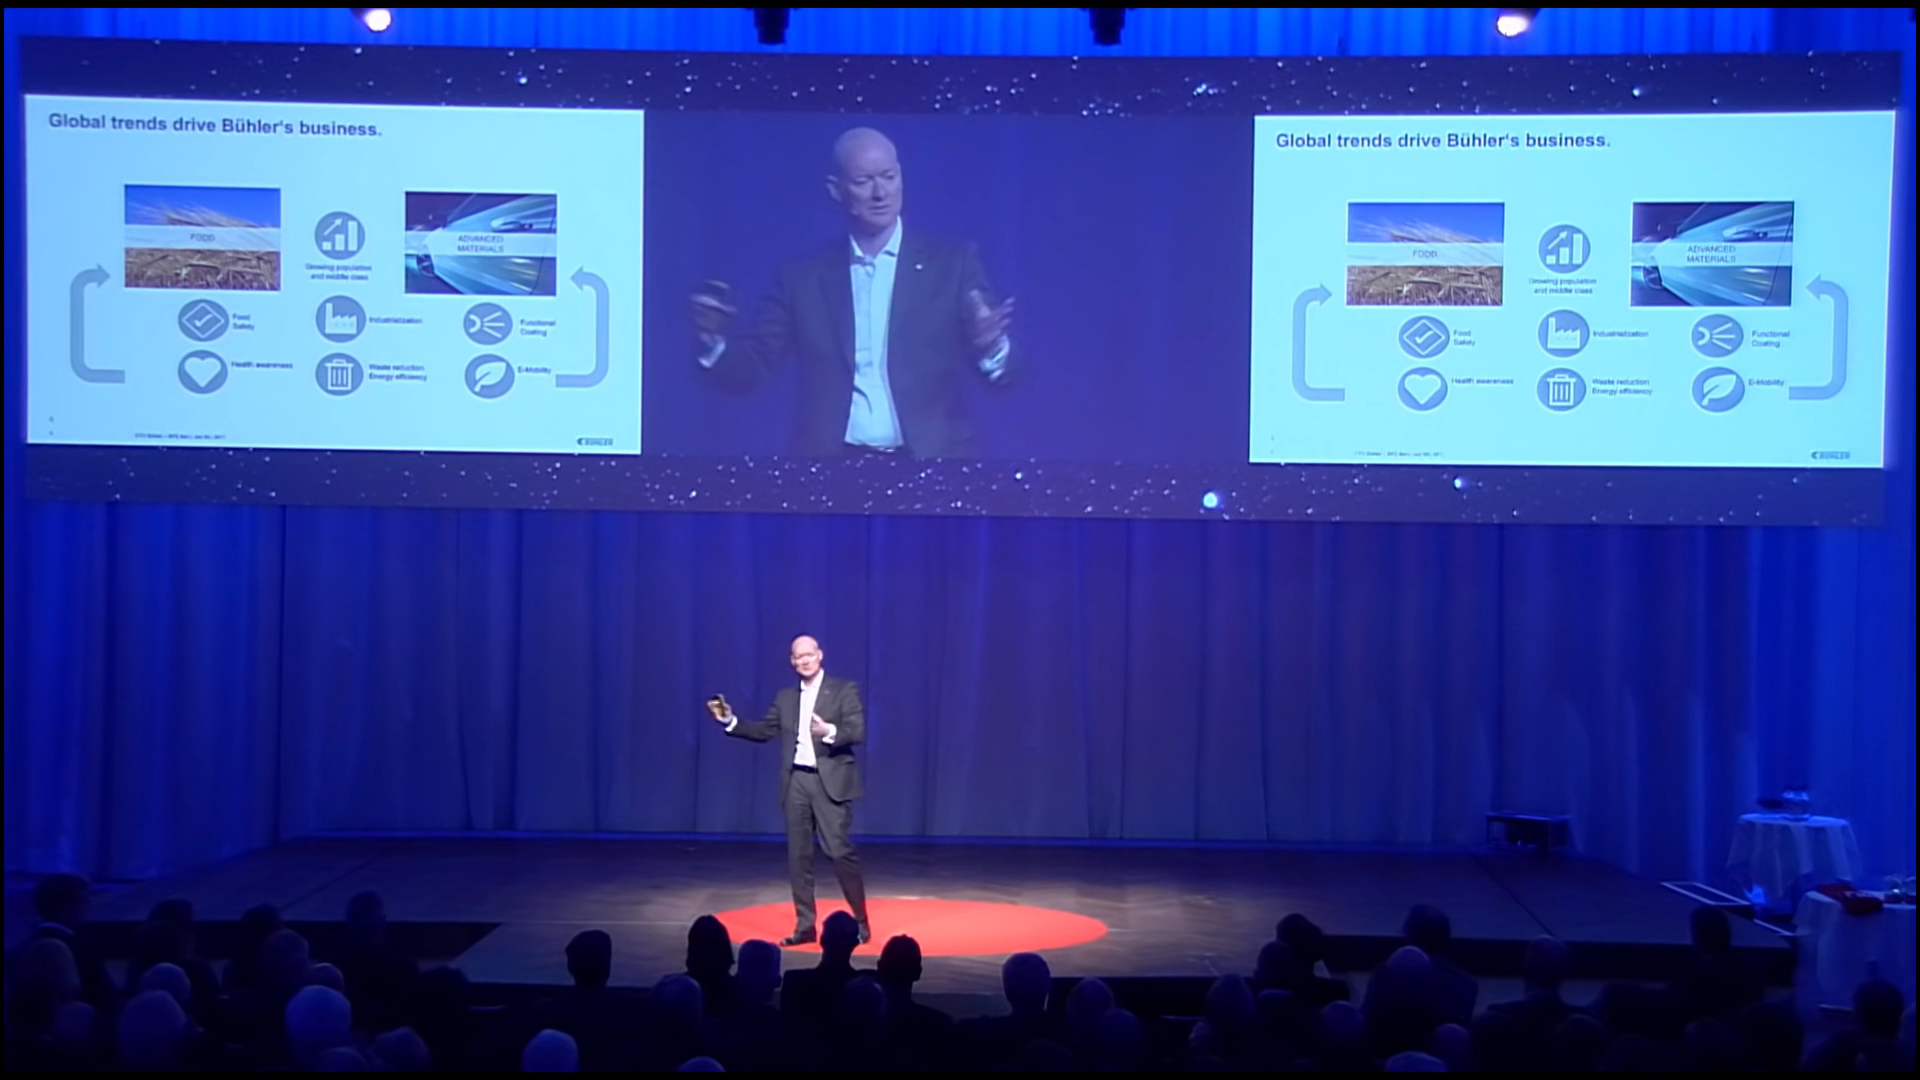 Global trends drive Bühler's business.
FOOD
ADVANCED
MATERIALS
Growing population
and middle class
Food
Safety
Industrialization
Functional
Coating
Health awareness
Waste reduction
Energy efficiency
E-Mobility
BÜHLER
Global trends drive Bühler's business.
FOOD
ADVANCED
MATERIALS
Growing population
and middle class
Food
Safety
Industrialization
Functional
Coating
Health awareness
Waste reduction
Energy efficiency
E-Mobility
BÜHLER